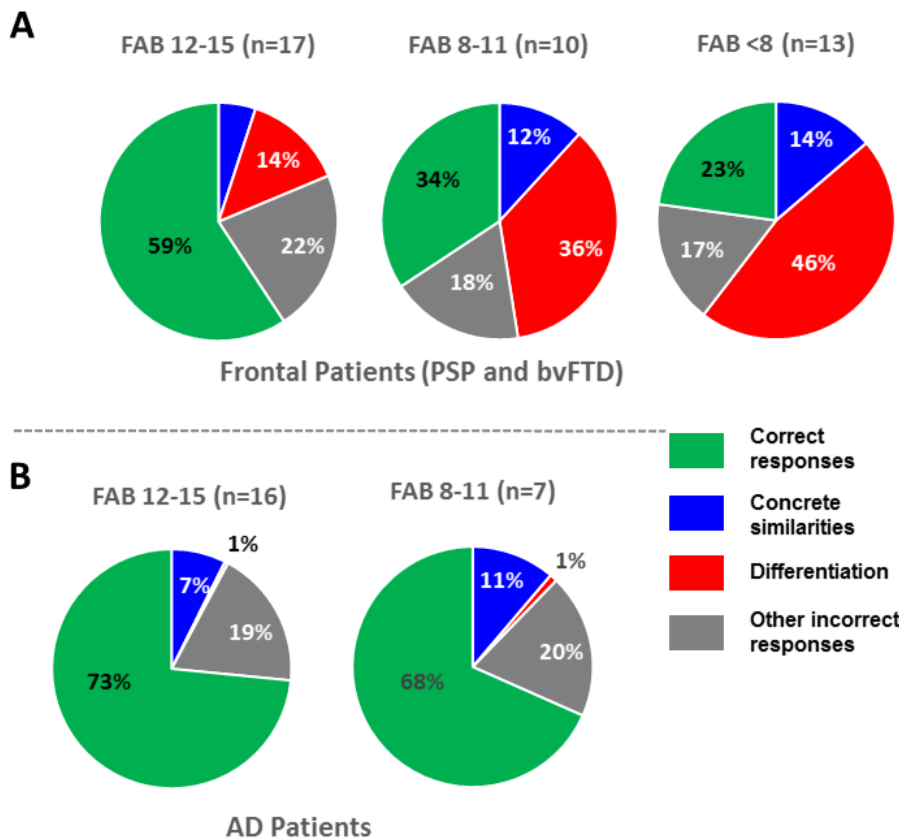 A
FAB 12-15 (n=17)
FAB 8-11 (n=10)
FAB <8 (n=13)
14%
22%
59%
12%
36%
18%
34%
14%
46%
17%
23%
Frontal Patients (PSP and bvFTD)
Correct
responses
Concrete
similarities
Differentiation
Other incorrect
responses
B
FAB 12-15 (n=16)
FAB 8-11 (n=7)
7%
1%
19%
73%
11%
1%
20%
68%
AD Patients